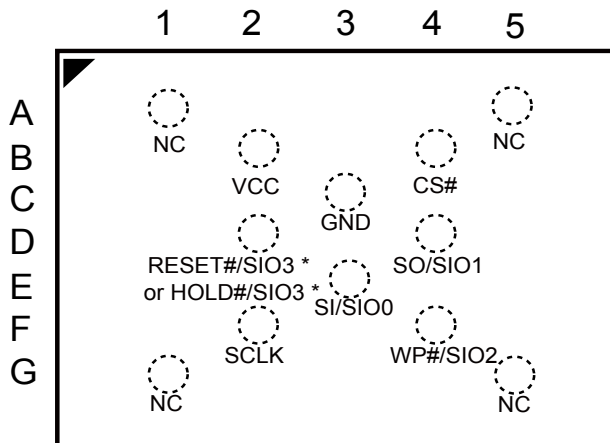 1 2 3 4 5
A
NC NC
B
VCC CS#
C
GND
D
RESET#/SIO3 * SO/SIO1
E
or HOLD#/SIO3 * SI/SIO0
F
SCLK WP#/SIO2
G
NC NC